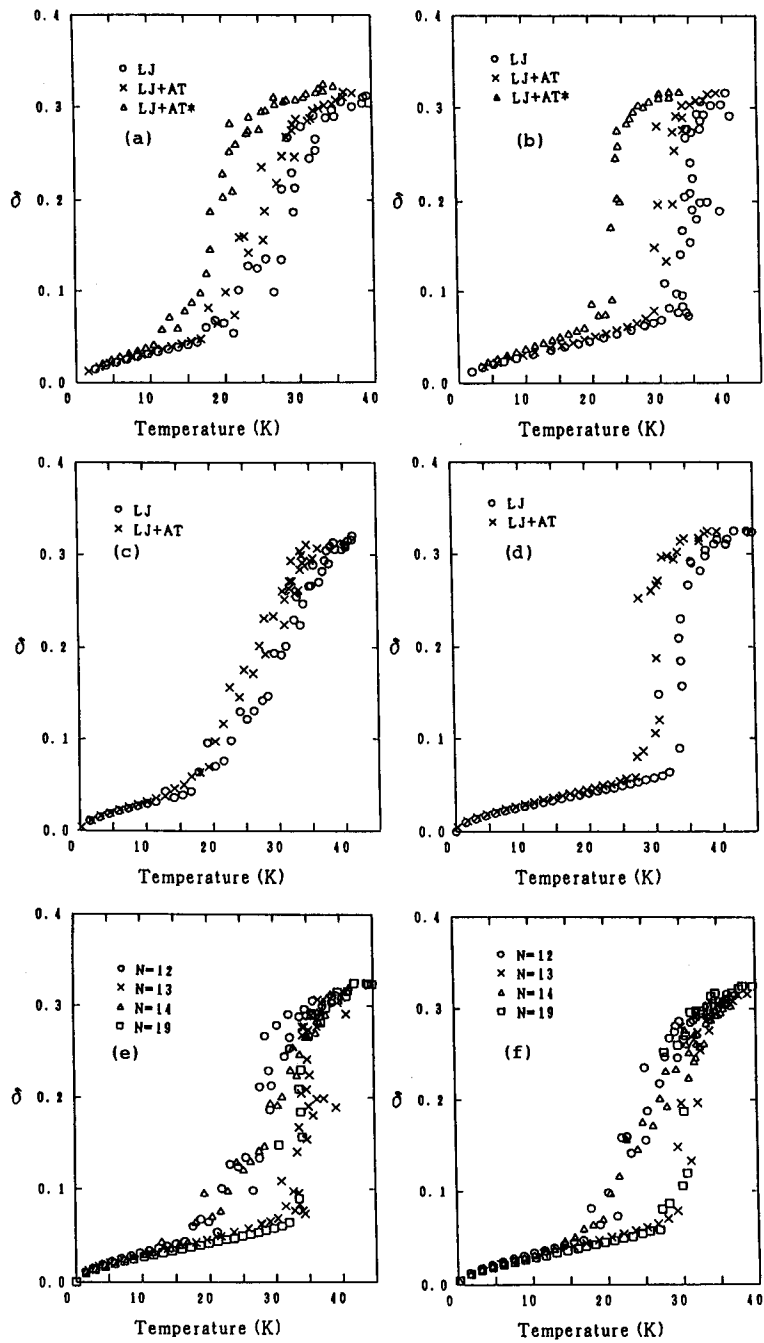 0. 4
0. 3
0. 2
0. 1
0. 0
LJ
LJ+AT
LJ+AT*
(a)
0 10 20 30 40
Temperature (K)
0. 4
0. 3
0. 2
0. 1
0. 0
LJ
LJ+AT
LJ+AT*
(b)
0 10 20 30 40
Temperature (K)
0. 4
0. 3
0. 2
0. 1
0. 0
LJ
LJ+AT
(c)
0 10 20 30 40
Temperature (K)
0. 4
0. 3
0. 2
0. 1
0. 0
LJ
LJ+AT
(d)
0 10 20 30 40
Temperature (K)
0. 4
0. 3
0. 2
0. 1
0. 0
N=12
N=13
N=14
N=19
(e)
0 10 20 30 40
Temperature (K)
0. 4
0. 3
0. 2
0. 1
0. 0
N=12
N=13
N=14
N=19
(f)
0 10 20 30 40
Temperature (K)